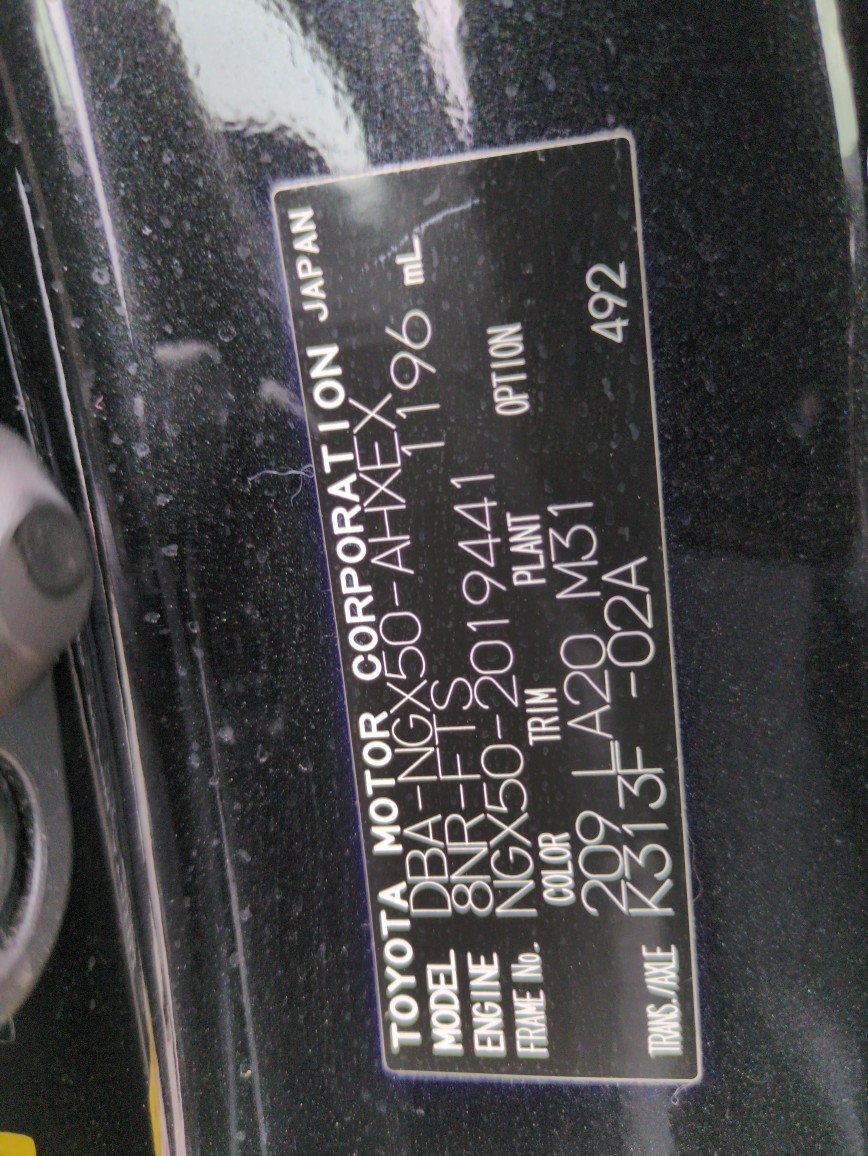 TOYOTA MOTOR CORPORATION JAPAN
MODEL DBA-NGX50-AHXEX
ENGINE 8NR-FTS 1196 mL
FRAME No. NGX50-2019441
COLOR TRIM PLANT OPTION
209 LA20 M31
TRANS./AXLE K313F -02A 492